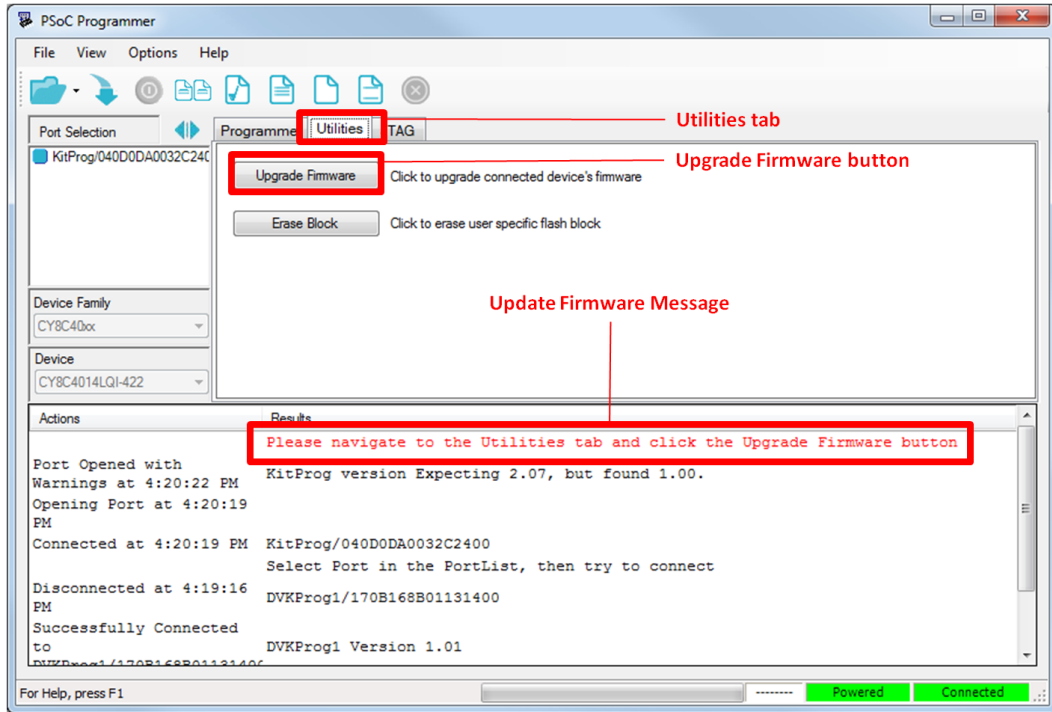 PSoC Programmer
File View Options Help
Port Selection
Programme Utilities TAG
Utilities tab
KitProg/040D0DA0032C240
Upgrade Firmware Click to upgrade connected device's firmware
Upgrade Firmware button
Erase Block Click to erase user specific flash block
Update Firmware Message
Device Family
CY8C40xx
Device
CY8C4014LQI-422
Actions Results
Please navigate to the Utilities tab and click the Upgrade Firmware button
Port Opened with
Warnings at 4:20:22 PM
KitProg version Expecting 2.07, but found 1.00.
Opening Port at 4:20:19
PM
Connected at 4:20:19 PM KitProg/040D0DA0032C2400
Select Port in the PortList, then try to connect
Disconnected at 4:19:16
PM
DVKProg1/170B168B01131400
Successfully Connected
to
DVKProg1 Version 1.01
DVKProg1/170B168B01131400
For Help, press F1 -------- Powered Connected